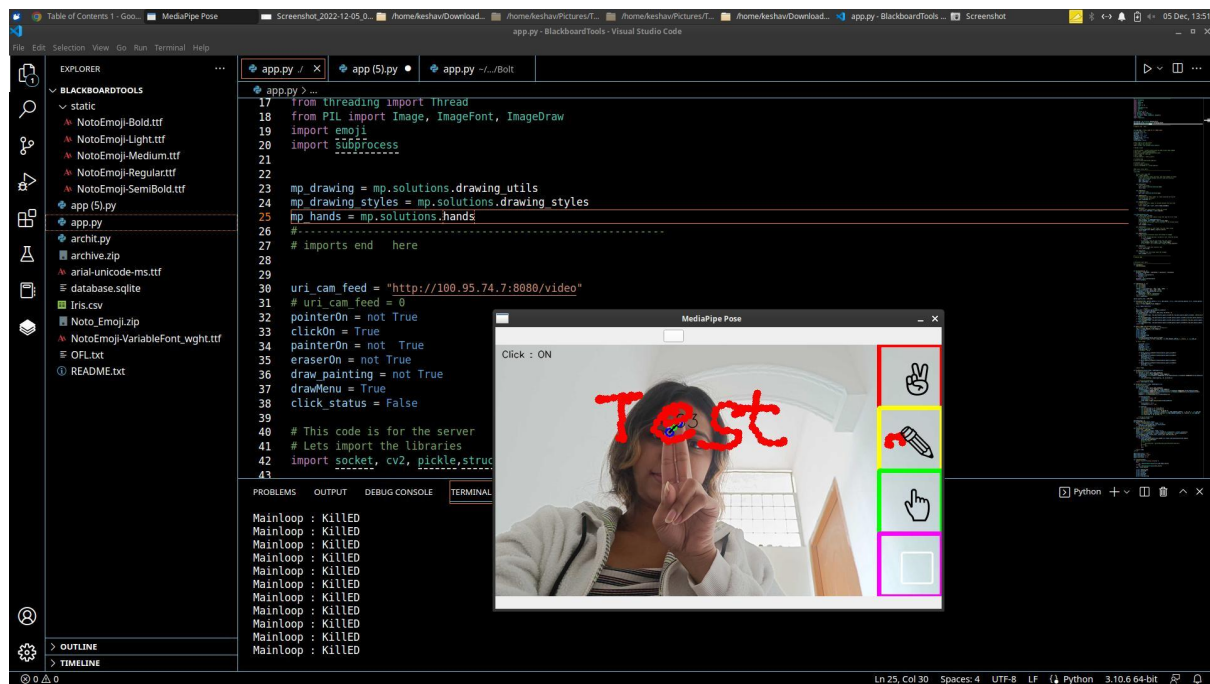 Table of Contents 1 - Goo...
MediaPipe Pose
Screenshot_2022-12-05_0...
/home/keshav/Download...
/home/keshav/Pictures/T...
/home/keshav/Pictures/T...
/home/keshav/Download...
app.py - BlackboardTools ...
Screenshot
05 Dec, 13:51
app.py - BlackboardTools - Visual Studio Code
File Edit Selection View Go Run Terminal Help
EXPLORER ...
BLACKBOARDTOOLS
static
NotoEmoji-Bold.ttf
NotoEmoji-Light.ttf
NotoEmoji-Medium.ttf
NotoEmoji-Regular.ttf
NotoEmoji-SemiBold.ttf
app (5).py
app.py
archit.py
archive.zip
arial-unicode-ms.ttf
database.sqlite
Iris.csv
Noto_Emoji.zip
NotoEmoji-VariableFont_wght.ttf
OFL.txt
README.txt
OUTLINE
TIMELINE
1
app.py ./
app (5).py
app.py ~/.../Bolt
app.py > ...
17 from threading import Thread
18 from PIL import Image, ImageFont, ImageDraw
19 import emoji
20 import subprocess
21
22
23 mp_drawing = mp.solutions.drawing_utils
24 mp_drawing_styles = mp.solutions.drawing_styles
25 mp_hands = mp.solutions.hands
26 #-------------------------------------------------------
27 # imports end   here
28
29
30 uri_cam_feed = "http://100.95.74.7:8080/video"
31 # uri_cam_feed = 0
32 pointerOn = not True
33 clickOn = True
34 painterOn = not  True
35 eraserOn = not True
36 draw_painting = not True
37 drawMenu = True
38 click_status = False
39
40 # This code is for the server
41 # Lets import the libraries
42 import socket, cv2, pickle,struc
43
MediaPipe Pose
Click : ON
Test
PROBLEMS OUTPUT DEBUG CONSOLE TERMINAL
Python
Mainloop : KillED
Mainloop : KillED
Mainloop : KillED
Mainloop : KillED
Mainloop : KillED
Mainloop : KillED
Mainloop : KillED
Mainloop : KillED
Mainloop : KillED
Mainloop : KillED
Mainloop : KillED
0 0
Ln 25, Col 30 Spaces: 4 UTF-8 LF Python 3.10.6 64-bit